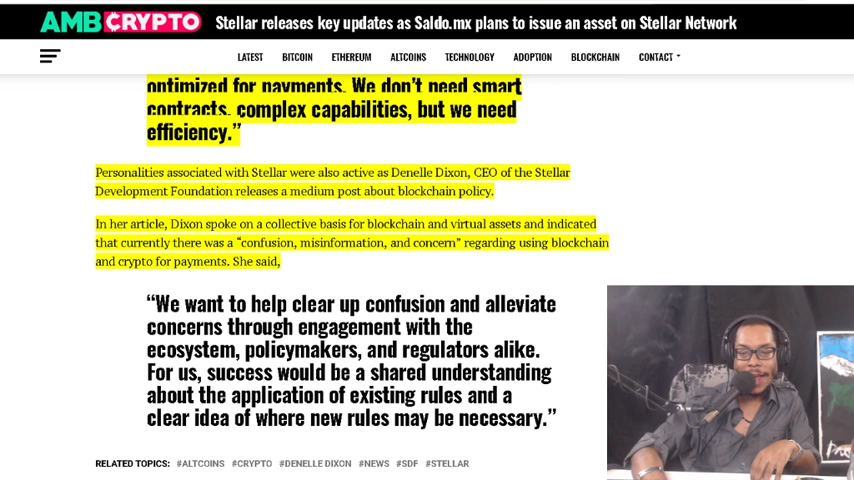 AMBCRYPTO Stellar releases key updates as Saldo.mx plans to issue an asset on Stellar Network
LATEST BITCOIN ETHEREUM ALTCOINS TECHNOLOGY ADOPTION BLOCKCHAIN CONTACT
optimized for payments. We don’t need smart
contracts, complex capabilities, but we need
efficiency.”
Personalities associated with Stellar were also active as Denelle Dixon, CEO of the Stellar
Development Foundation releases a medium post about blockchain policy.
In her article, Dixon spoke on a collective basis for blockchain and virtual assets and indicated
that currently there was a “confusion, misinformation, and concern” regarding using blockchain
and crypto for payments. She said,
“We want to help clear up confusion and alleviate
concerns through engagement with the
ecosystem, policymakers, and regulators alike.
For us, success would be a shared understanding
about the application of existing rules and a
clear idea of where new rules may be necessary.”
RELATED TOPICS: #ALTCOINS #CRYPTO #DENELLE DIXON #NEWS #SDF #STELLAR